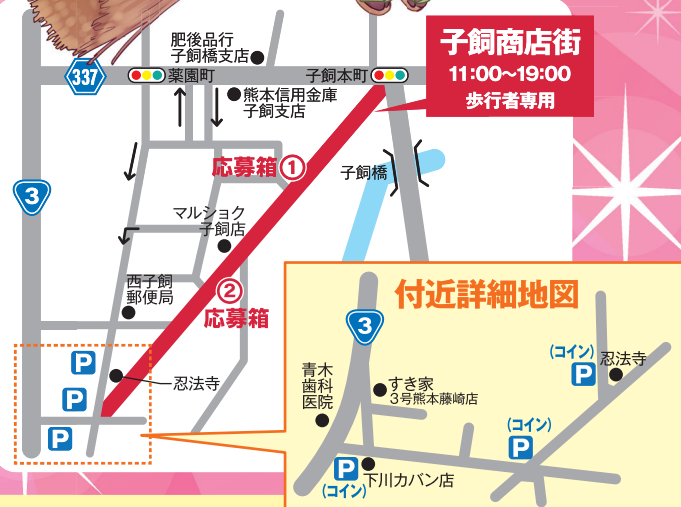 肥後品行
子飼橋支店
子飼商店街
11:00～19:00
歩行者専用
337
薬園町
子飼本町
熊本信用金庫
子飼支店
応募箱①
子飼橋
3
マルショク
子飼店
西子飼
郵便局
②
応募箱
忍法寺
P
P
P
付近詳細地図
3
青木
歯科
医院
すき家
3号熊本藤崎店
(コイン)
P
忍法寺
(コイン)
P
P
(コイン)
下川カバン店